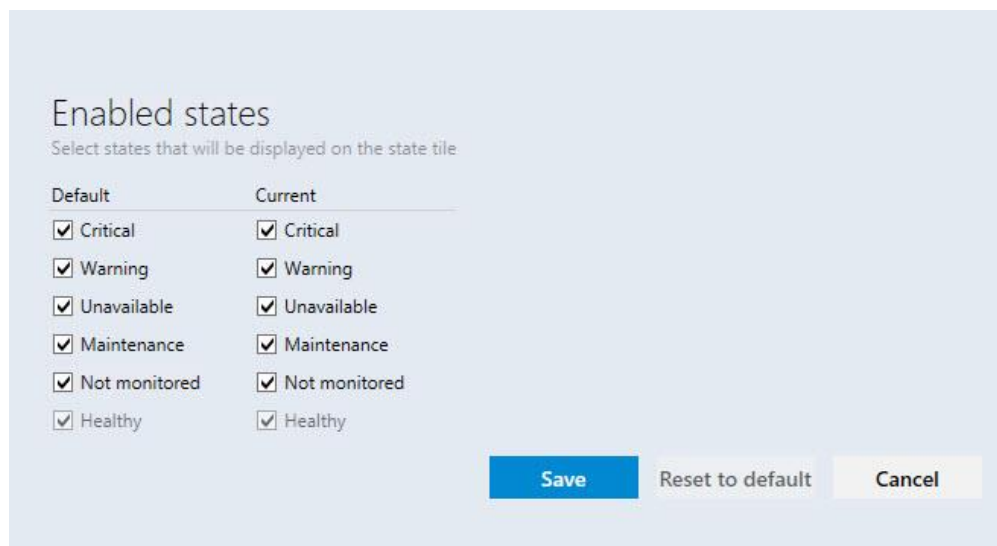 Enabled states
Select states that will be displayed on the state tile
Default Current
Critical Critical
Warning Warning
Unavailable Unavailable
Maintenance Maintenance
Not monitored Not monitored
Healthy Healthy
Save Reset to default Cancel